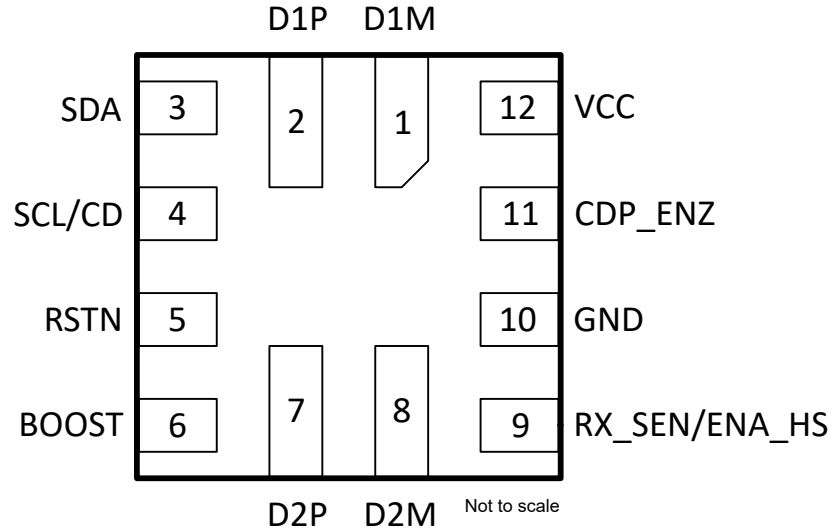 D1P D1M
SDA 3 2 1 12 VCC
SCL/CD 4 11 CDP_ENZ
RSTN 5 10 GND
BOOST 6 7 8 9 RX_SEN/ENA_HS
D2P D2M Not to scale